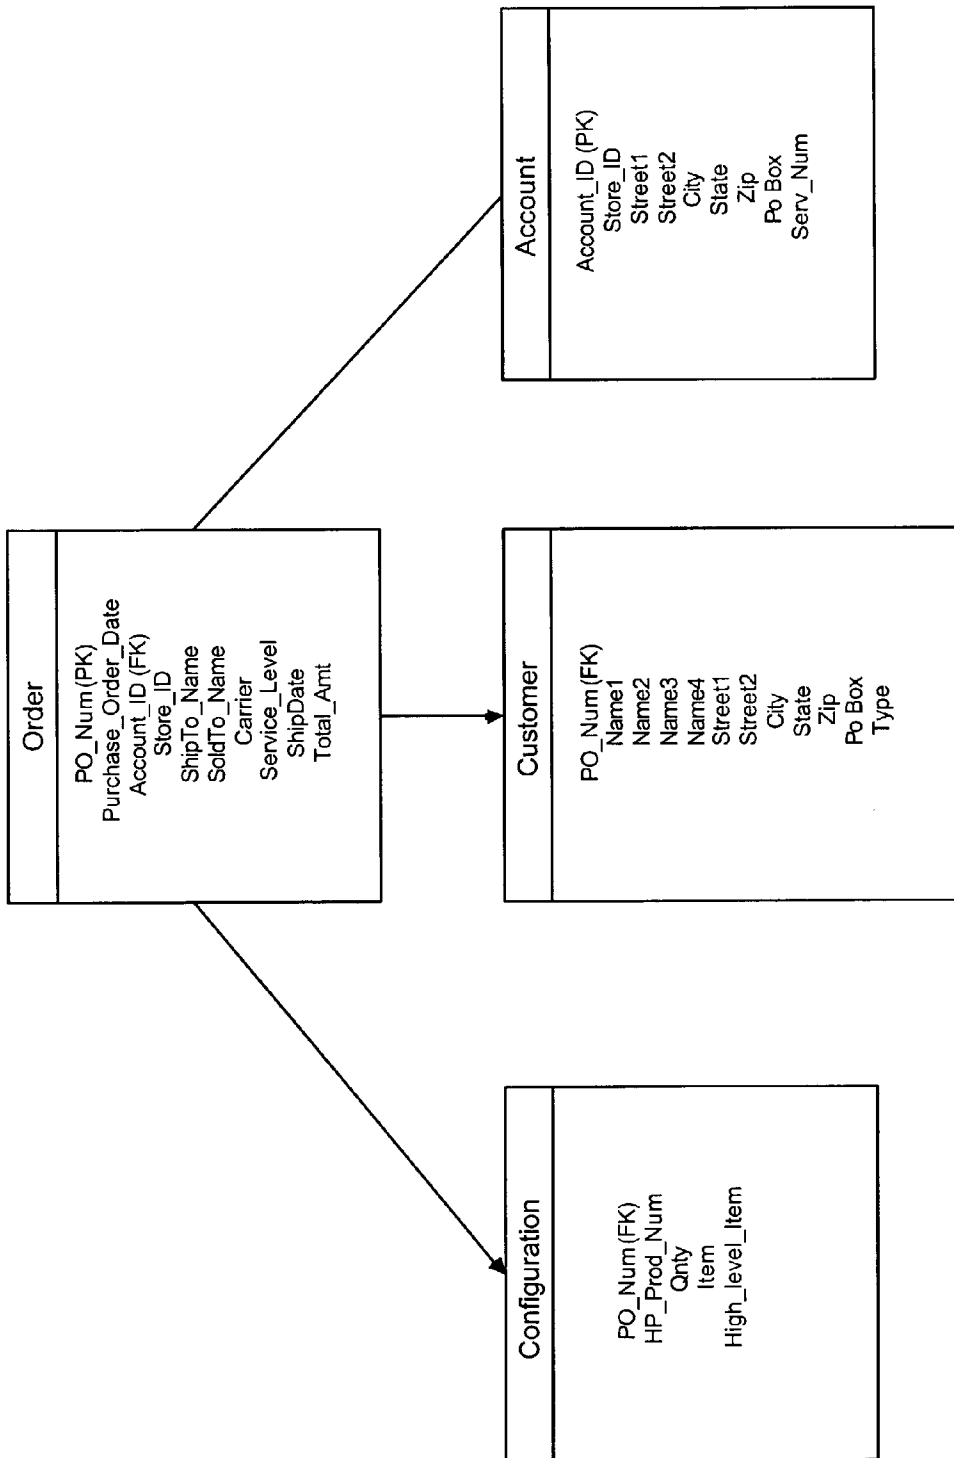 Order
PO_Num(PK)
Purchase_Order_Date
Account_ID (FK)
Store_ID
ShipTo_Name
SoldTo_Name
Carrier
Service_Level
ShipDate
Total_Amt
Configuration
PO_Num(FK)
HP_Prod_Num
Qnty
Item
High_level_Item
Customer
PO_Num(FK)
Name1
Name2
Name3
Name4
Street1
Street2
City
State
Zip
Po Box
Type
Account
Account_ID (PK)
Store_ID
Street1
Street2
City
State
Zip
Po Box
Serv_Num